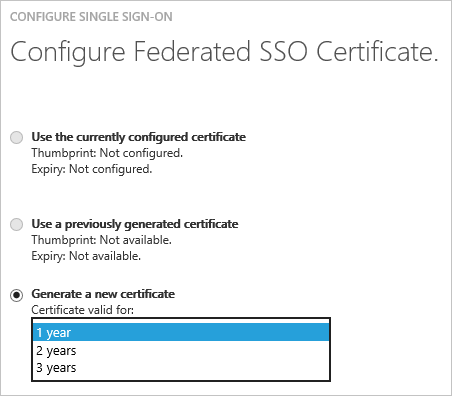 CONFIGURE SINGLE SIGN-ON
Configure Federated SSO Certificate.
Use the currently configured certificate
Thumbprint: Not configured.
Expiry: Not configured.
Use a previously generated certificate
Thumbprint: Not available.
Expiry: Not available.
Generate a new certificate
Certificate valid for:
1 year
2 years
3 years